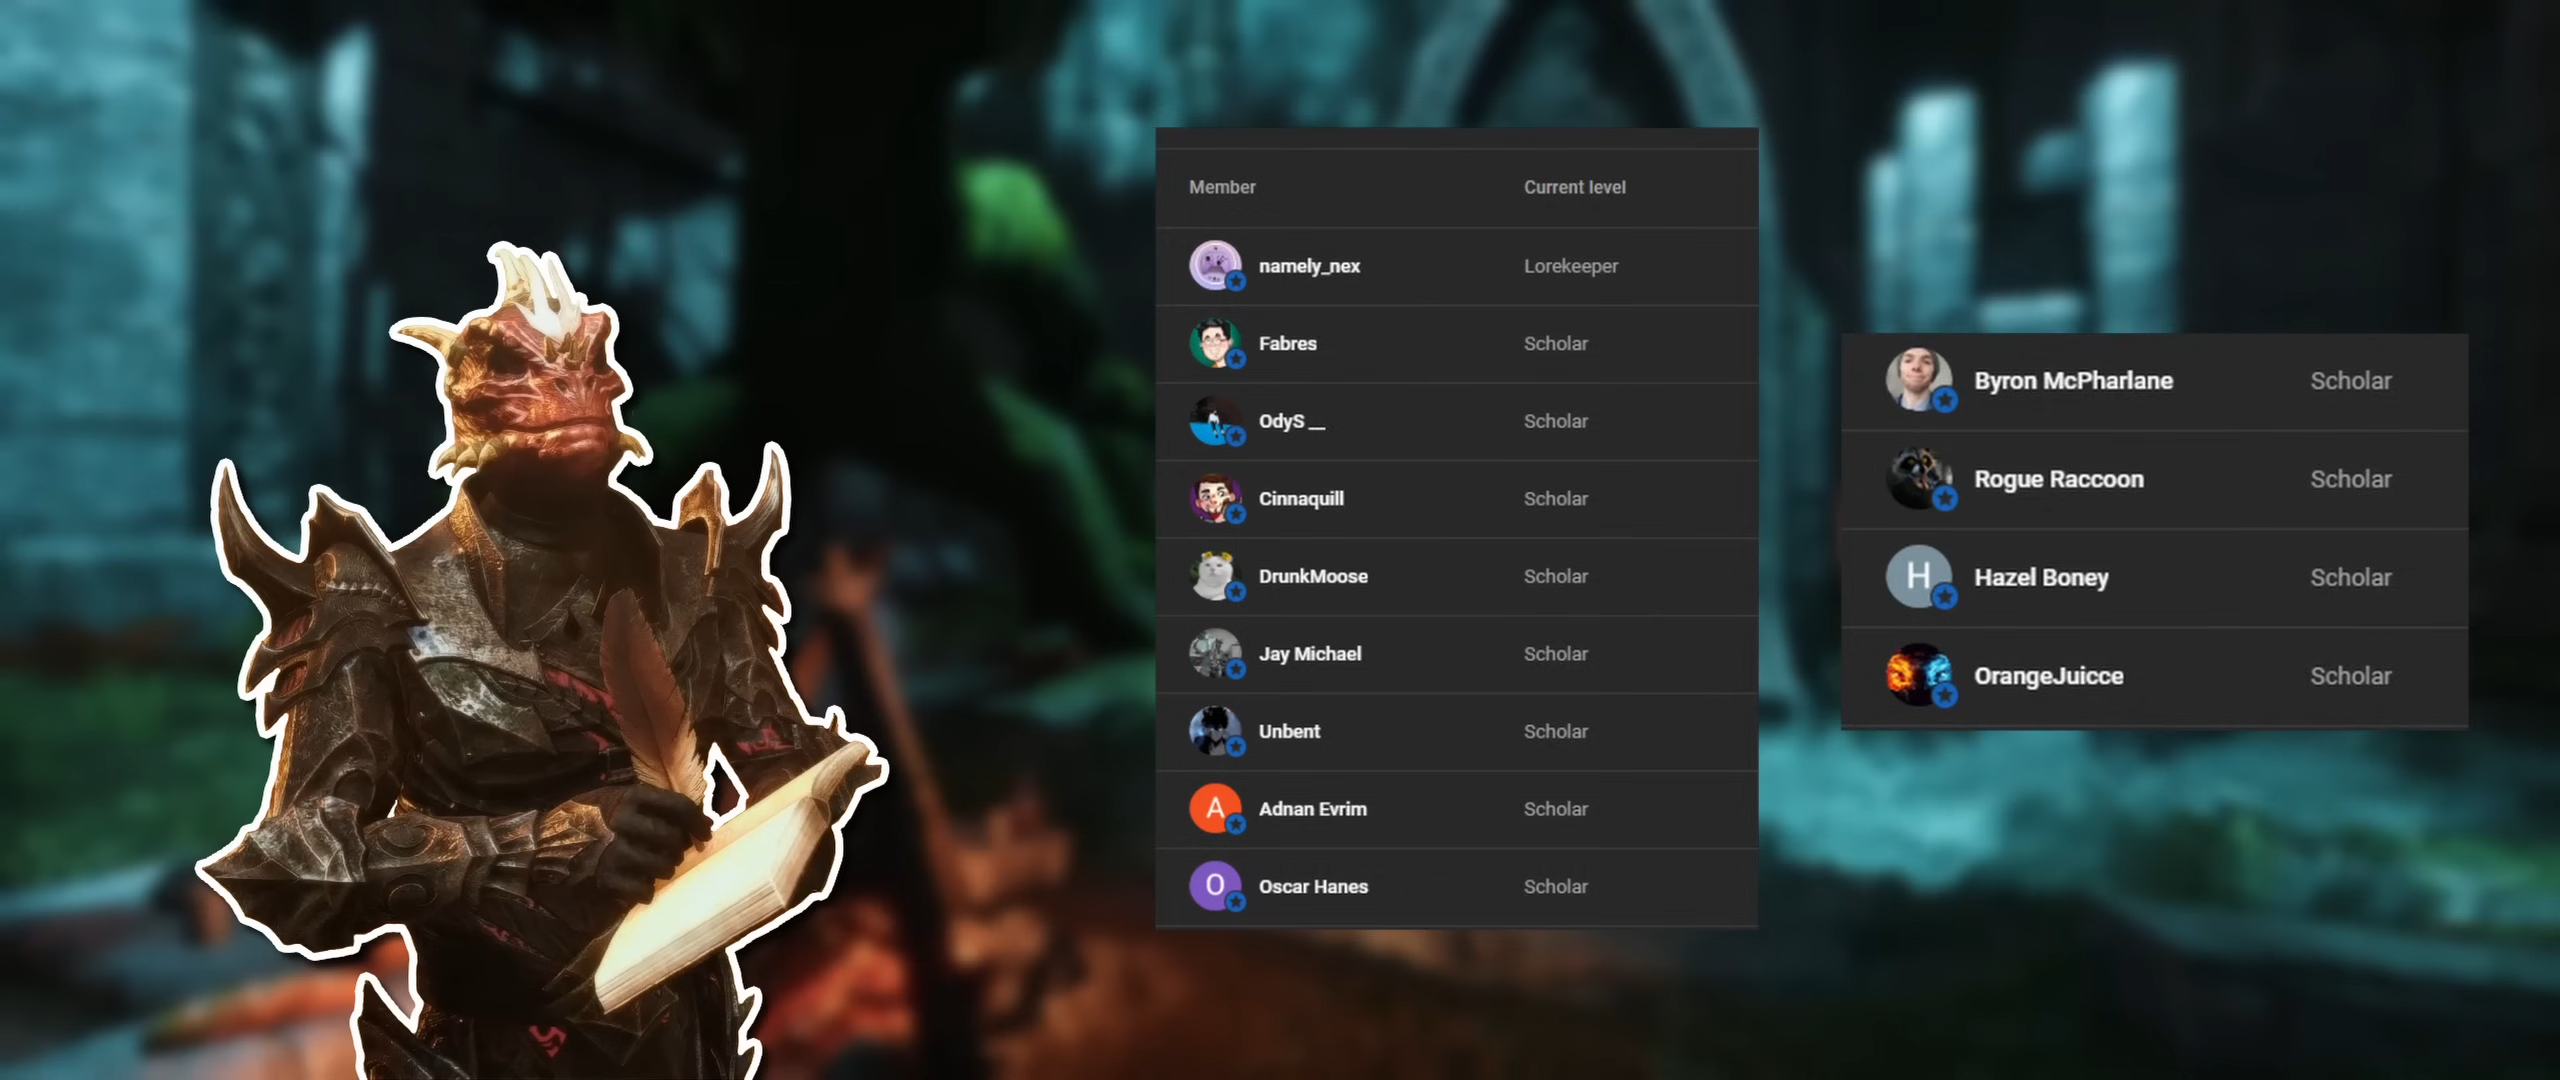 Member Current level
namely_nex Lorekeeper
Fabres Scholar
OdyS __ Scholar
Cinnaquill Scholar
DrunkMoose Scholar
Jay Michael Scholar
Unbent Scholar
A Adnan Evrim Scholar
O Oscar Hanes Scholar
Byron McPharlane Scholar
Rogue Raccoon Scholar
H Hazel Boney Scholar
OrangeJuicce Scholar